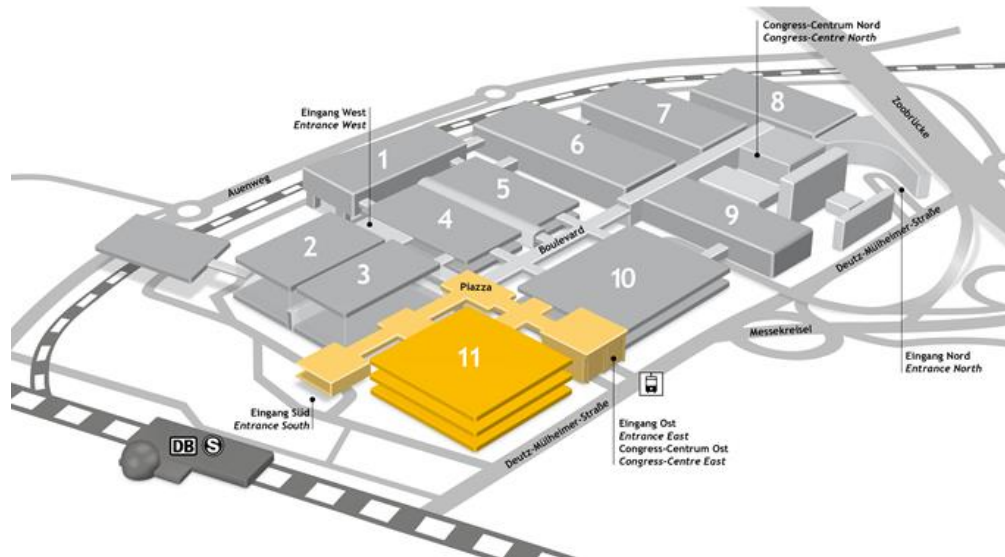 Congress-Centrum Nord
Congress-Centre North
Zoobrücke
8
7
Eingang West
Entrance West
1
6
Auenweg
5
4
9
Boulevard
Deutz-Mülheimer-Straße
2
3
10
Piazza
Messekreisel
11
Eingang Nord
Entrance North
Eingang Süd
Entrance South
Deutz-Mülheimer-Straße
Eingang Ost
Entrance East
Congress-Centrum Ost
Congress-Centre East
DB S